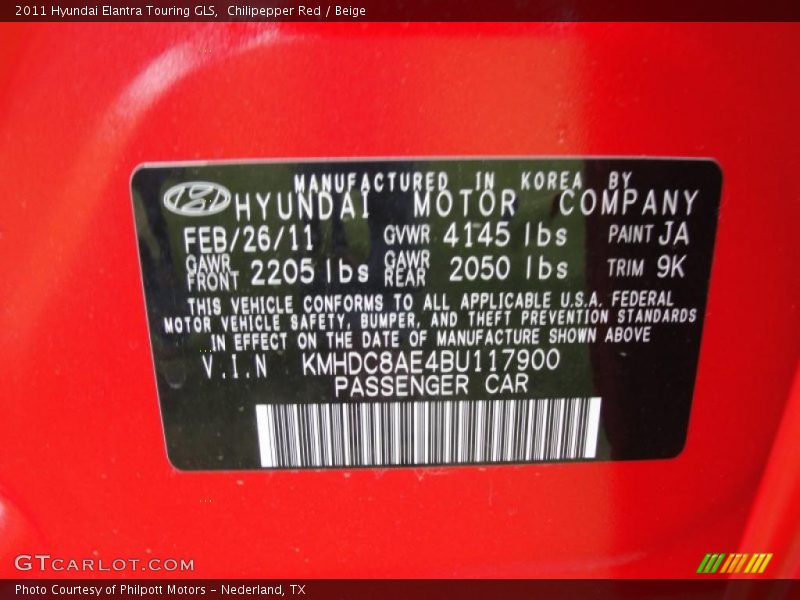 2011 Hyundai Elantra Touring GLS,  Chilipepper Red / Beige
MANUFACTURED IN KOREA BY
HYUNDAI MOTOR COMPANY
FEB/26/11 GVWR 4145 lbs PAINT JA
GAWR FRONT 2205 lbs GAWR REAR 2050 lbs TRIM 9K
THIS VEHICLE CONFORMS TO ALL APPLICABLE U.S.A. FEDERAL
MOTOR VEHICLE SAFETY, BUMPER, AND THEFT PREVENTION STANDARDS
IN EFFECT ON THE DATE OF MANUFACTURE SHOWN ABOVE
V.I.N KMHDC8AE4BU117900
PASSENGER CAR
GTCARLOT.COM
Photo Courtesy of Philpott Motors - Nederland, TX